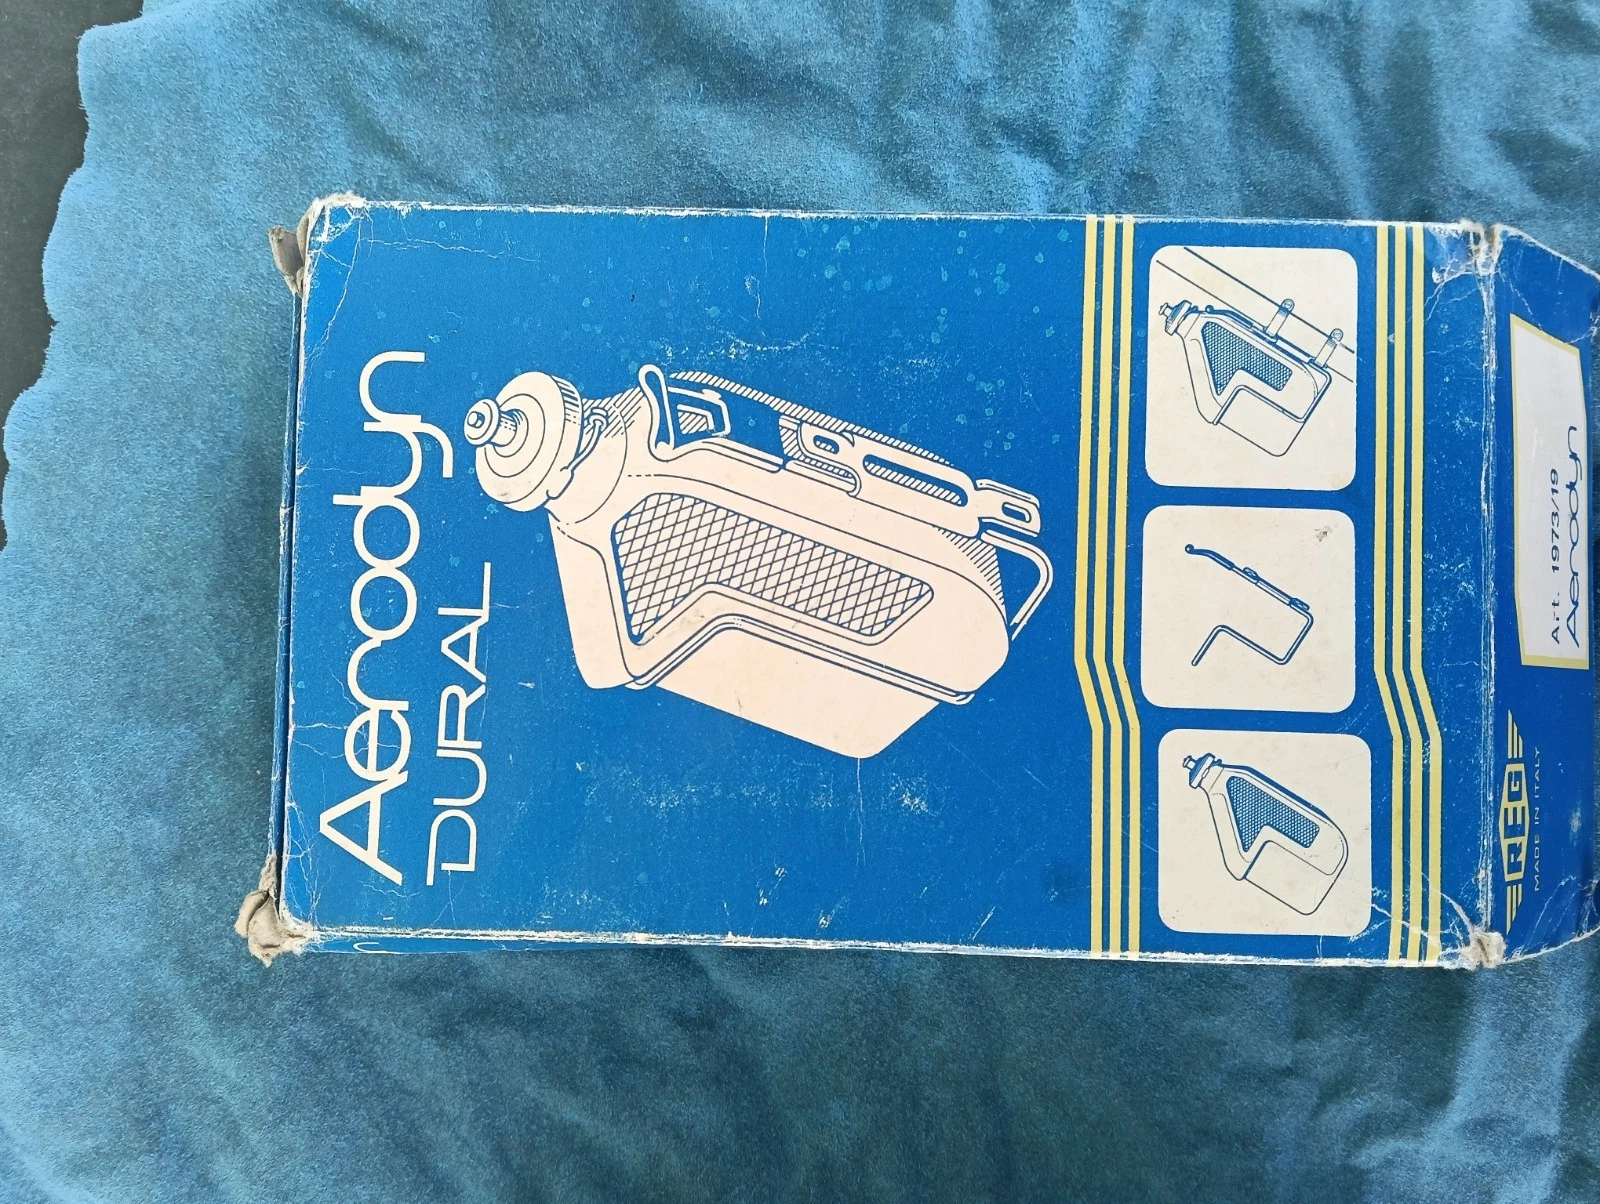 Aerodyn
DURAL
Art. 1973/19
Aerodyn
REG
MADE IN ITALY